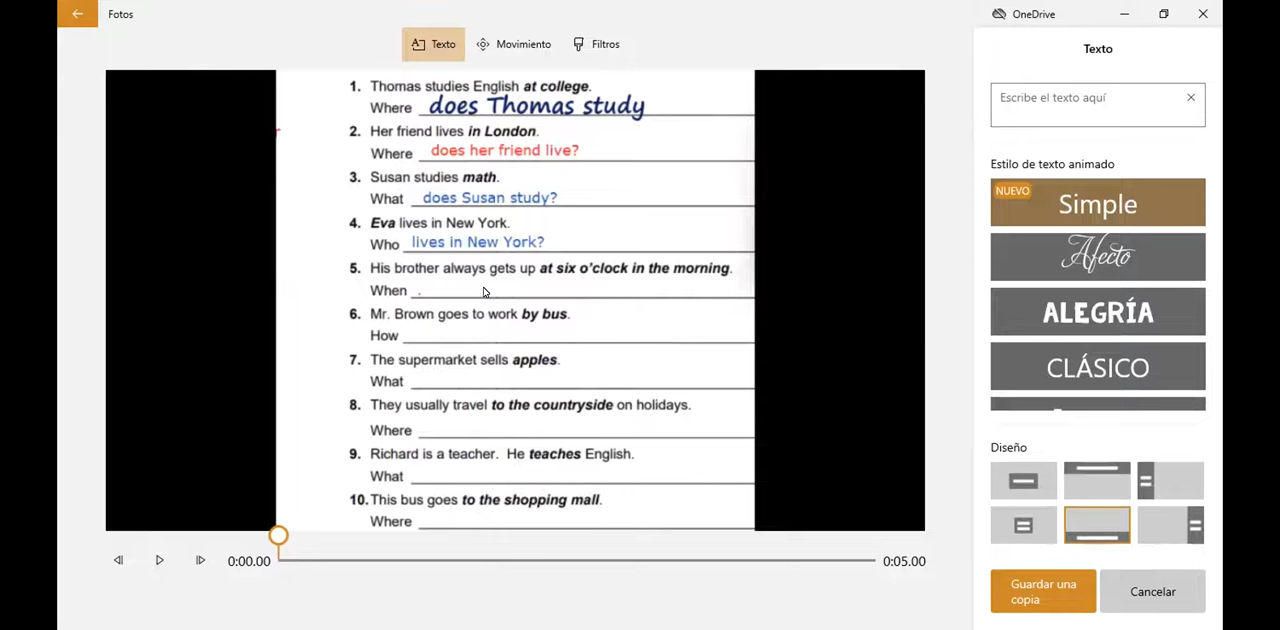 Fotos
OneDrive
Texto
Movimiento
Filtros
Texto
Escribe el texto aquí
Estilo de texto animado
NUEVO
Simple
Afecto
ALEGRÍA
CLÁSICO
Diseño
Guardar una
copia
Cancelar
1. Thomas studies English at college.
Where does Thomas study
2. Her friend lives in London.
Where does her friend live?
3. Susan studies math.
What does Susan study?
4. Eva lives in New York.
Who lives in New York?
5. His brother always gets up at six o'clock in the morning.
When
6. Mr. Brown goes to work by bus.
How
7. The supermarket sells apples.
What
8. They usually travel to the countryside on holidays.
Where
9. Richard is a teacher. He teaches English.
What
10. This bus goes to the shopping mall.
Where
0:00.00
0:05.00